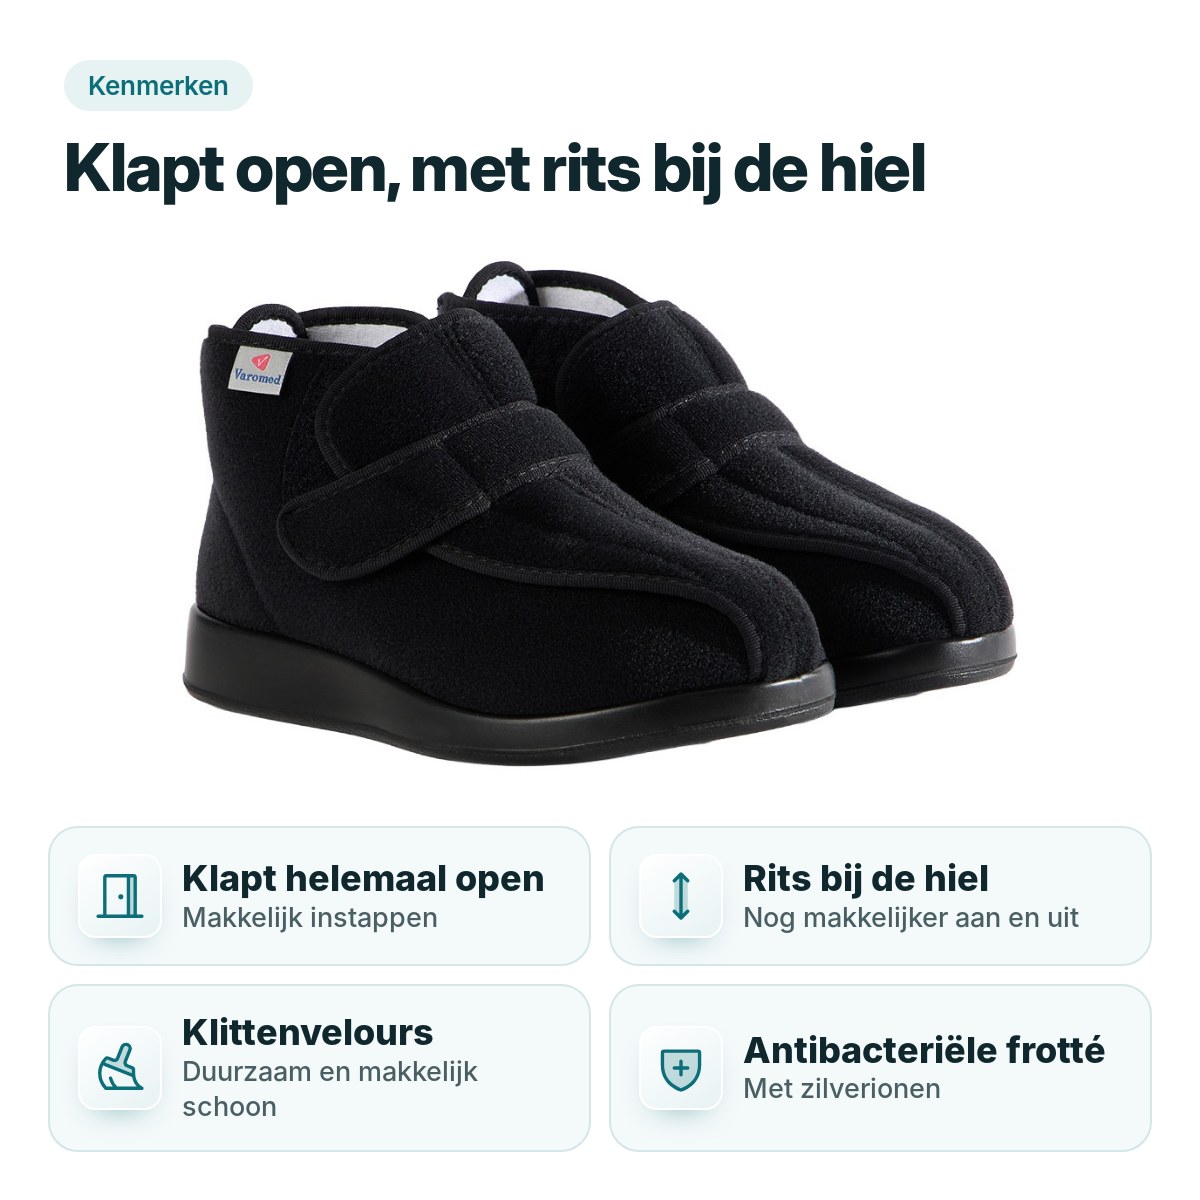 Kenmerken
Klapt open, met rits bij de hiel
Varomed
Klapt helemaal open
Makkelijk instappen
Rits bij de hiel
Nog makkelijker aan en uit
Klittenvelours
Duurzaam en makkelijk
schoon
Antibacteriële frotté
Met zilverionen